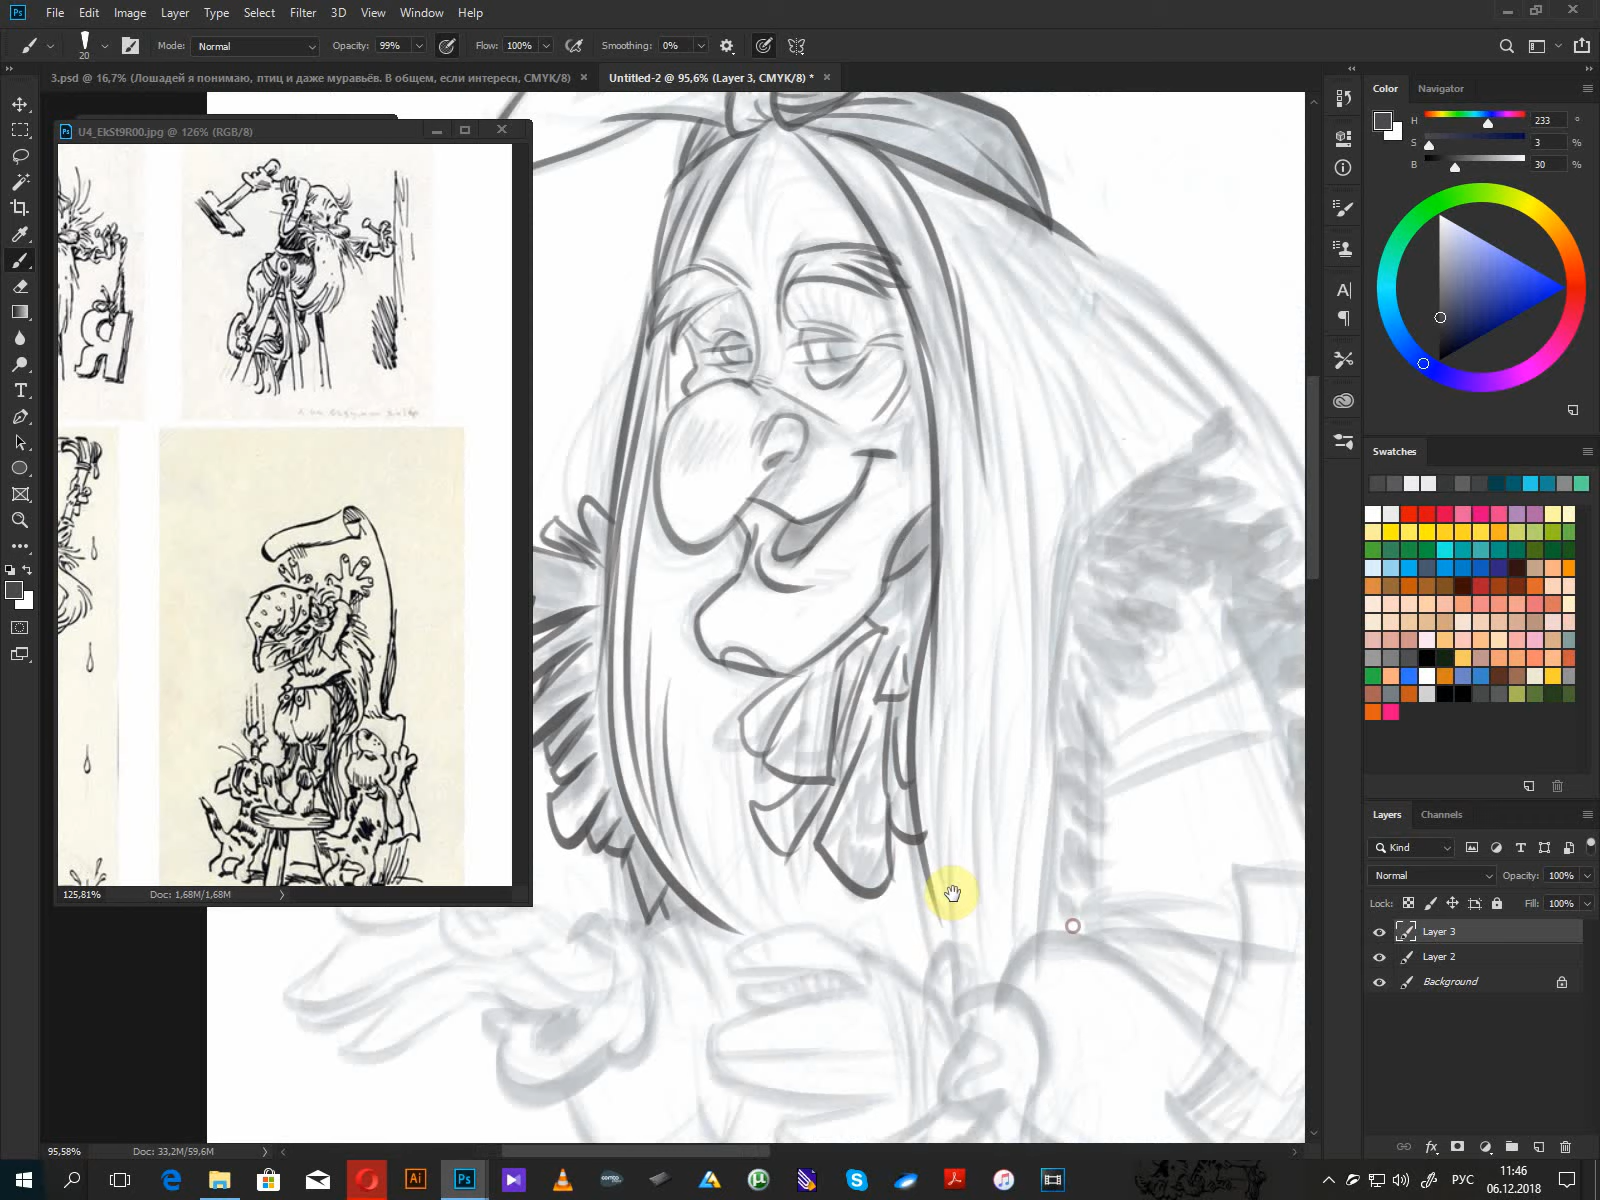 File Edit Image Layer Type Select Filter 3D View Window Help
20 Mode: Normal Opacity: 99% Flow: 100% Smoothing: 0%
3.psd @ 16,7% (Лошадей я понимаю, птиц и даже муравьёв. В общем, если интересн, CMYK/8) × Untitled-2 @ 95,6% (Layer 3, CMYK/8) * ×
U4_EkSt9R00.jpg @ 126% (RGB/8)
125,81% Doc: 1,68M/1,68M
95,58% Doc: 33,2M/59,6M
Color Navigator
H 233 °
S 3 %
B 30 %
Swatches
Layers Channels
Kind
Normal Opacity: 100%
Lock: Fill: 100%
Layer 3
Layer 2
Background
Ai Ps
РУС
11:46
06.12.2018